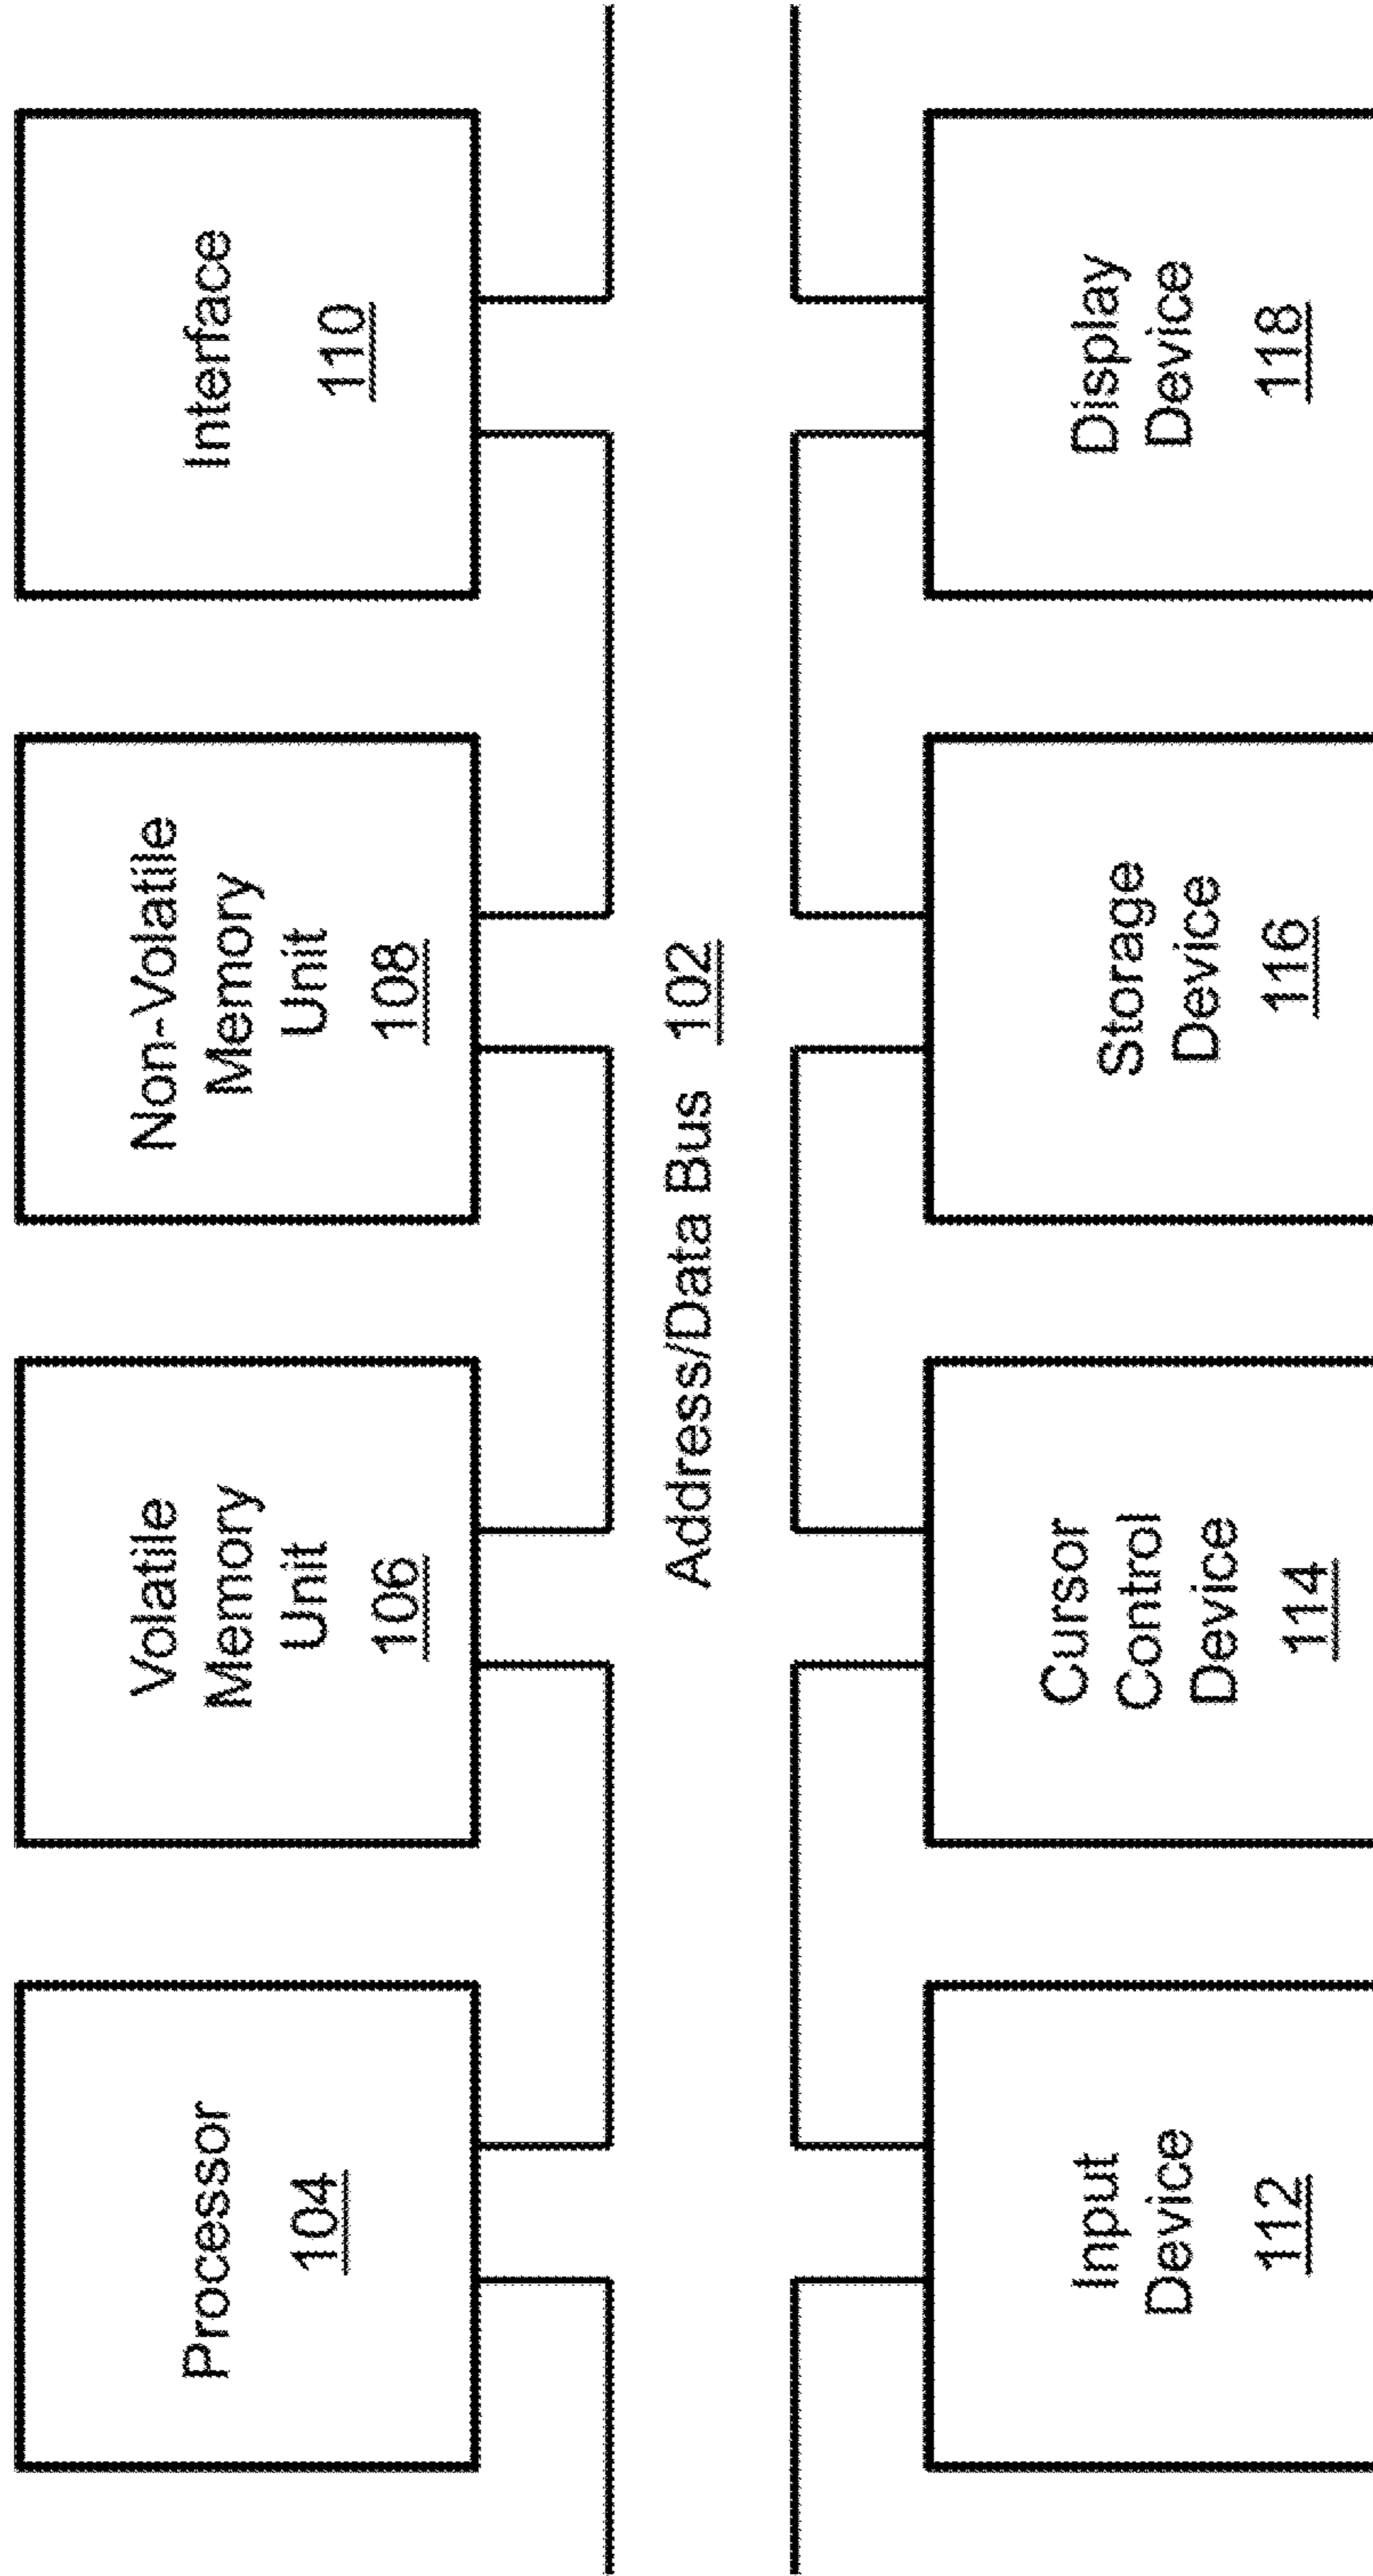 Processor
104
Volatile
Memory
Unit
106
Non-Volatile
Memory
Unit
108
Interface
110
Address/Data Bus 102
Input
Device
112
Cursor
Control
Device
114
Storage
Device
116
Display
Device
118